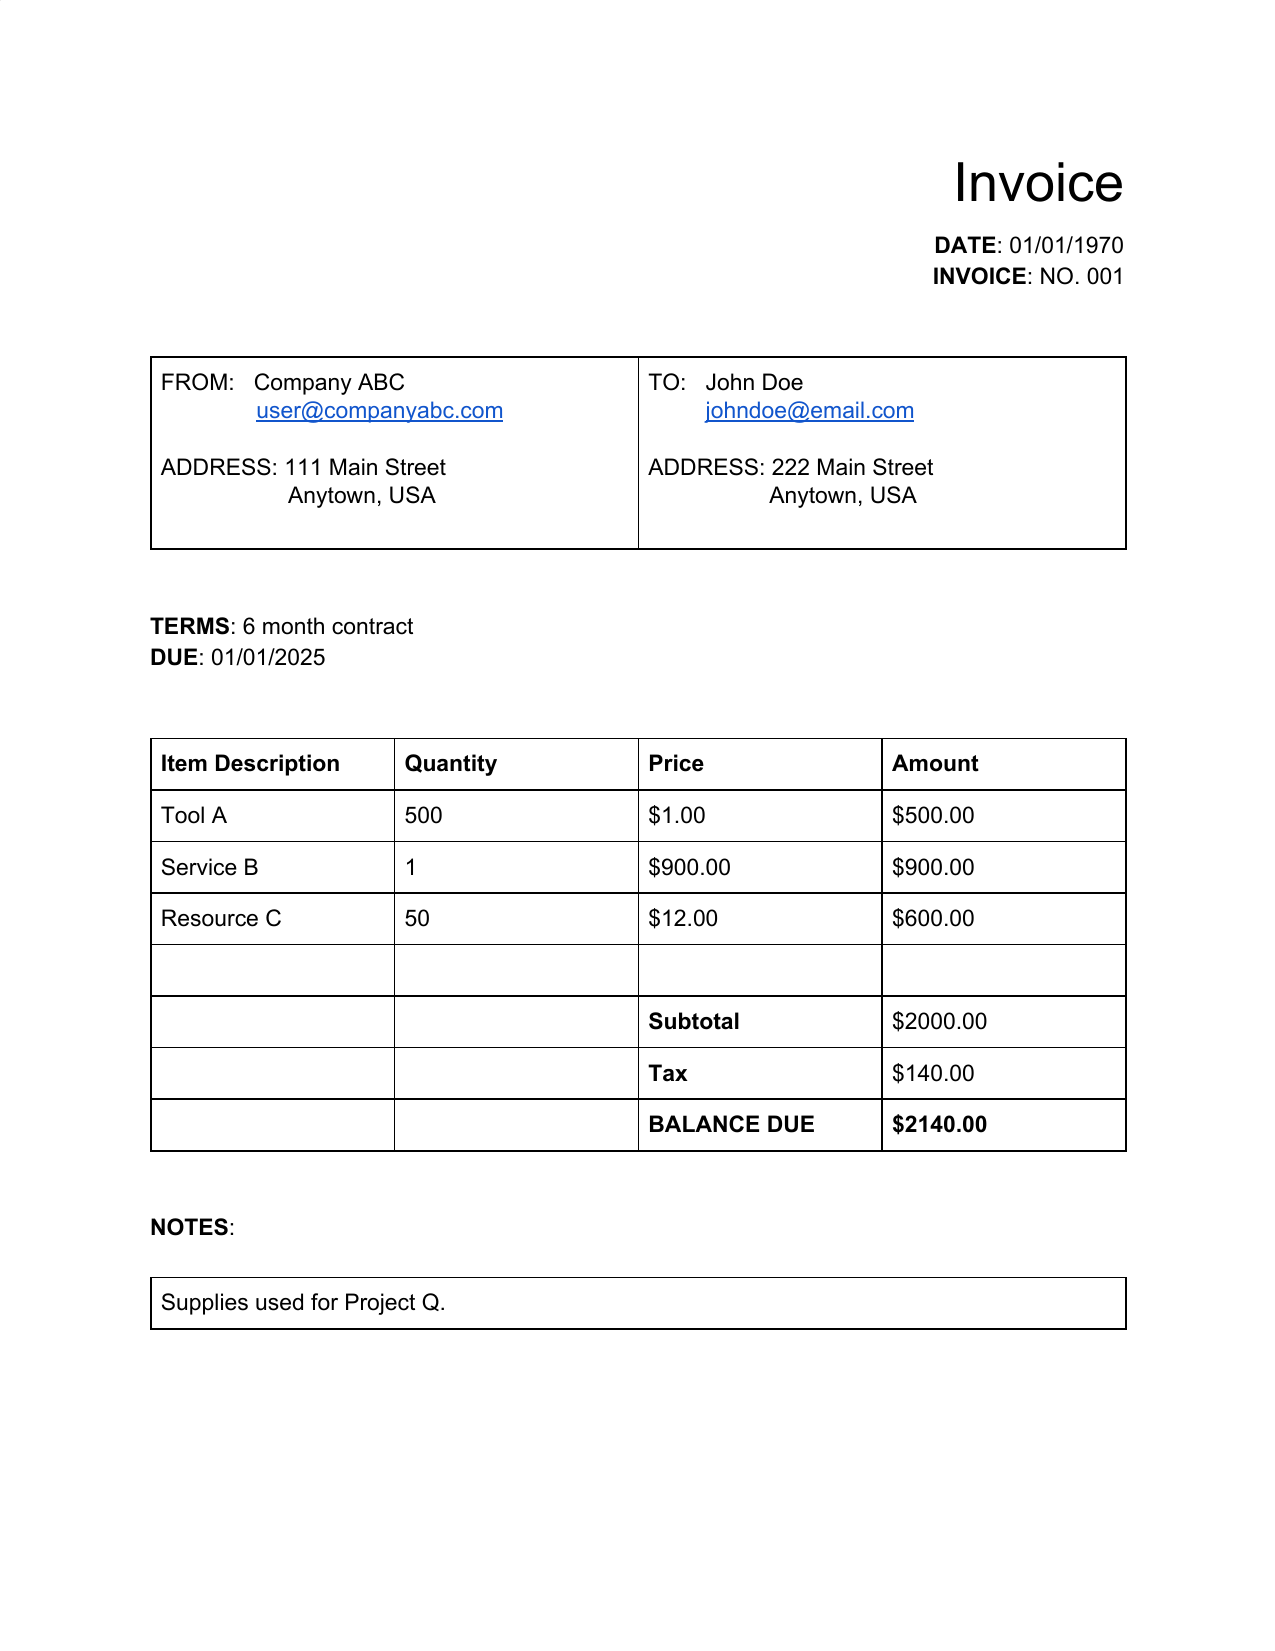 Invoice
DATE: 01/01/1970
INVOICE: NO. 001
FROM: Company ABC
user@companyabc.com
ADDRESS: 111 Main Street
Anytown, USA
TO: John Doe
johndoe@email.com
ADDRESS: 222 Main Street
Anytown, USA
TERMS: 6 month contract
DUE: 01/01/2025
Item Description Quantity Price Amount
Tool A 500 $1.00 $500.00
Service B 1 $900.00 $900.00
Resource C 50 $12.00 $600.00
Subtotal $2000.00
Tax $140.00
BALANCE DUE $2140.00
NOTES:
Supplies used for Project Q.